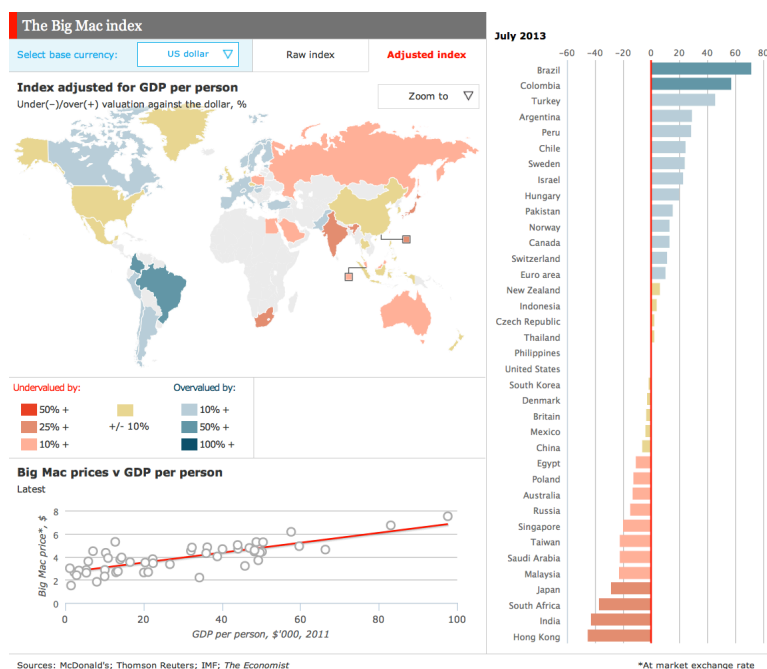 The Big Mac index
Select base currency:
US dollar
Raw index
Adjusted index
Index adjusted for GDP per person
Under(−)/over(+) valuation against the dollar, %
Zoom to
Undervalued by:
50% +
25% +
10% +
+/- 10%
Overvalued by:
10% +
50% +
100% +
Big Mac prices v GDP per person
Latest
Big Mac price*, $
8
6
4
2
0
0 20 40 60 80 100
GDP per person, $'000, 2011
July 2013
−60 −40 −20 0 20 40 60 80
Brazil
Colombia
Turkey
Argentina
Peru
Chile
Sweden
Israel
Hungary
Pakistan
Norway
Canada
Switzerland
Euro area
New Zealand
Indonesia
Czech Republic
Thailand
Philippines
United States
South Korea
Denmark
Britain
Mexico
China
Egypt
Poland
Australia
Russia
Singapore
Taiwan
Saudi Arabia
Malaysia
Japan
South Africa
India
Hong Kong
Sources: McDonald's; Thomson Reuters; IMF; The Economist
*At market exchange rate